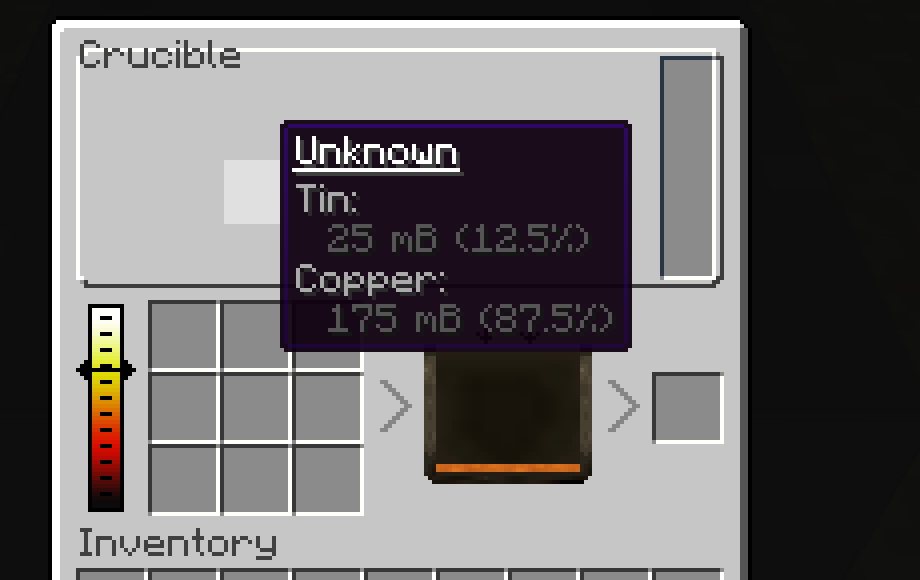 Crucible
Unknown
Tin:
25 mB (12.5%)
Copper:
175 mB (87.5%)
Inventory